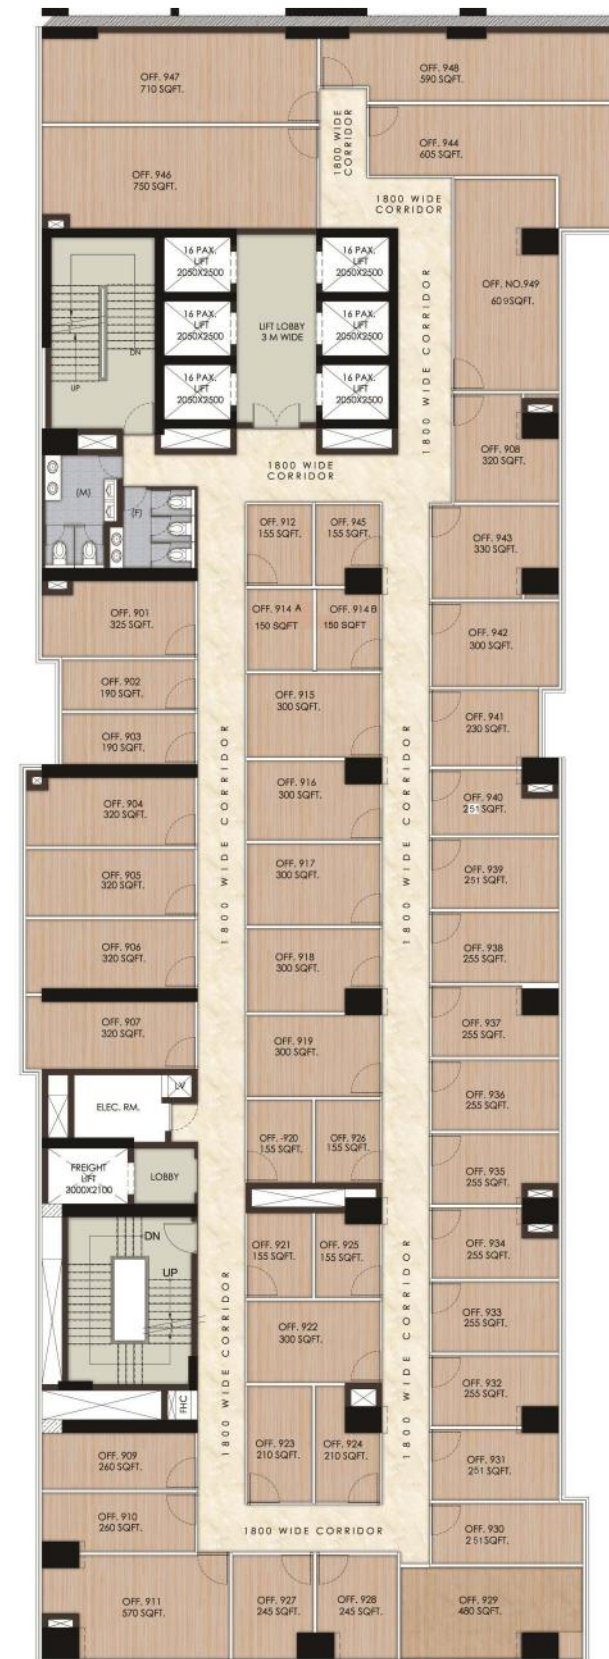 OFF. 947
710 SQFT.
OFF. 948
590 SQFT.
1800 WIDE
CORRIDOR
OFF. 944
605 SQFT.
OFF. 946
750 SQFT.
1800 WIDE
CORRIDOR
16 PAX.
LIFT
2050X2500
16 PAX.
LIFT
2050X2500
OFF. NO.949
609SQFT.
16 PAX.
LIFT
2050X2500
LIFT LOBBY
3 M WIDE
16 PAX.
LIFT
2050X2500
DN
UP
16 PAX.
LIFT
2050X2500
16 PAX.
LIFT
2050X2500
1800 WIDE CORRIDOR
OFF. 908
320 SQFT.
1800 WIDE
CORRIDOR
(M)
(F)
OFF. 912
155 SQFT.
OFF. 945
155 SQFT.
OFF. 943
330 SQFT.
OFF. 901
325 SQFT.
OFF. 914 A
150 SQFT
OFF. 914 B
150 SQFT
OFF. 942
300 SQFT.
OFF. 902
190 SQFT.
OFF. 915
300 SQFT.
OFF. 941
230 SQFT.
OFF. 903
190 SQFT.
1800 WIDE CORRIDOR
1800 WIDE CORRIDOR
OFF. 904
320 SQFT.
OFF. 916
300 SQFT.
OFF. 940
251 SQFT.
OFF. 905
320 SQFT.
OFF. 917
300 SQFT.
OFF. 939
251 SQFT.
OFF. 906
320 SQFT.
OFF. 918
300 SQFT.
OFF. 938
255 SQFT.
OFF. 907
320 SQFT.
OFF. 919
300 SQFT.
OFF. 937
255 SQFT.
LV
ELEC. RM.
OFF. 936
255 SQFT.
OFF. -920
155 SQFT.
OFF. 926
155 SQFT.
FREIGHT
LIFT
3000X2100
LOBBY
OFF. 935
255 SQFT.
DN
UP
OFF. 921
155 SQFT.
OFF. 925
155 SQFT.
OFF. 934
255 SQFT.
1800 WIDE CORRIDOR
1800 WIDE CORRIDOR
OFF. 922
300 SQFT.
OFF. 933
255 SQFT.
FHC
OFF. 932
255 SQFT.
OFF. 909
260 SQFT.
OFF. 923
210 SQFT.
OFF. 924
210 SQFT.
OFF. 931
251 SQFT.
OFF. 910
260 SQFT.
1800 WIDE CORRIDOR
OFF. 930
251SQFT.
OFF. 911
570 SQFT.
OFF. 927
245 SQFT.
OFF. 928
245 SQFT.
OFF. 929
480 SQFT.